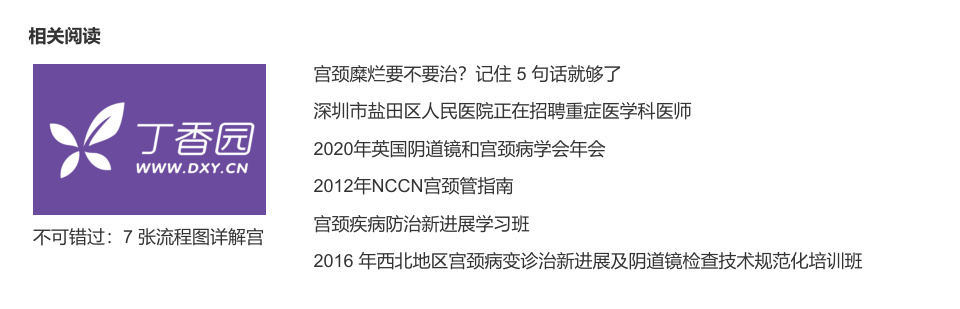 相关阅读
丁香园
WWW.DXY.CN
不可错过：7 张流程图详解宫
宫颈糜烂要不要治？记住 5 句话就够了
深圳市盐田区人民医院正在招聘重症医学科医师
2020年英国阴道镜和宫颈病学会年会
2012年NCCN宫颈管指南
宫颈疾病防治新进展学习班
2016 年西北地区宫颈病变诊治新进展及阴道镜检查技术规范化培训班